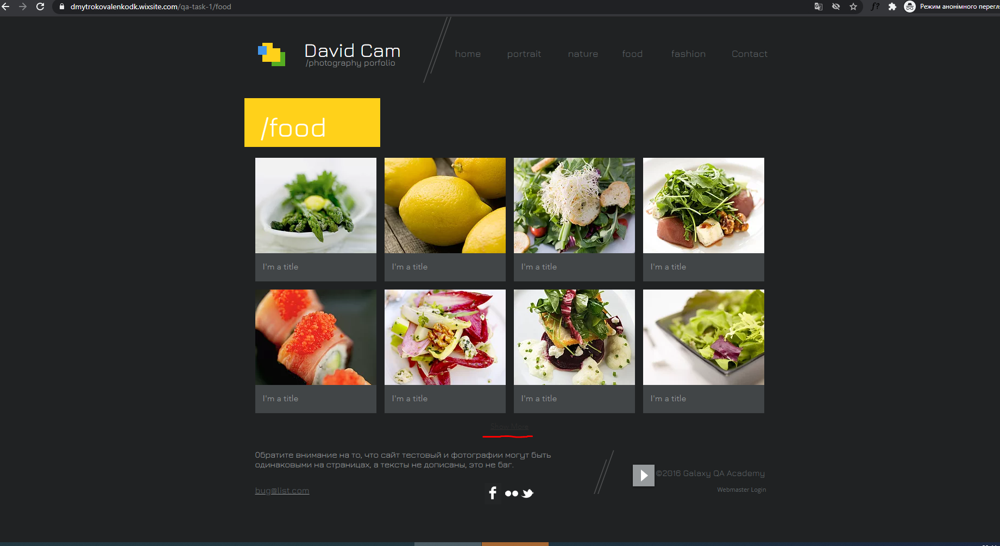 dmytrokovalenkodk.wixsite.com/qa-task-1/food
Режим анонімного перегл
David Cam
/photography porfolio
home portrait nature food fashion Contact
/food
I'm a title I'm a title I'm a title I'm a title
I'm a title I'm a title I'm a title I'm a title
Show More
Обратите внимание на то, что сайт тестовый и фотографии могут быть
одинаковыми на страницах, а тексты не дописаны, это не баг.
©2016 Galaxy QA Academy
bug@list.com
Webmaster Login